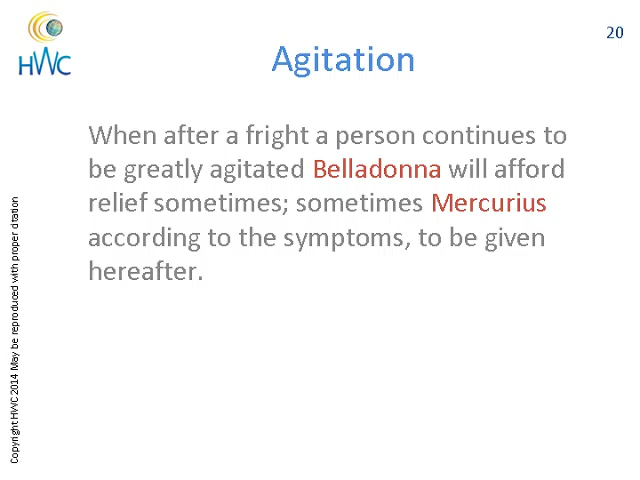 HWC
20
Agitation
When after a fright a person continues to
be greatly agitated Belladonna will afford
relief sometimes; sometimes Mercurius
according to the symptoms, to be given
hereafter.
Copyright HWC 2014 May be reproduced with proper citation